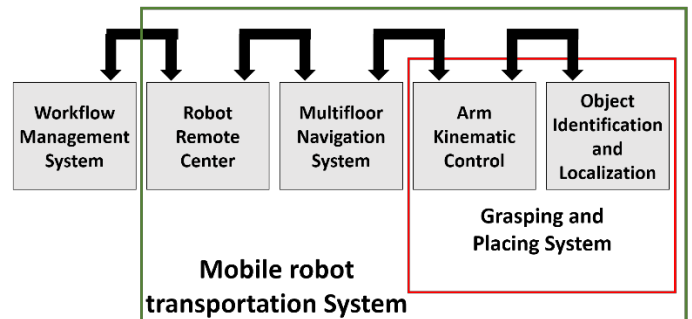 Workflow
Management
System
Robot
Remote
Center
Multifloor
Navigation
System
Arm
Kinematic
Control
Object
Identification
and
Localization
Grasping and
Placing System
Mobile robot
transportation System